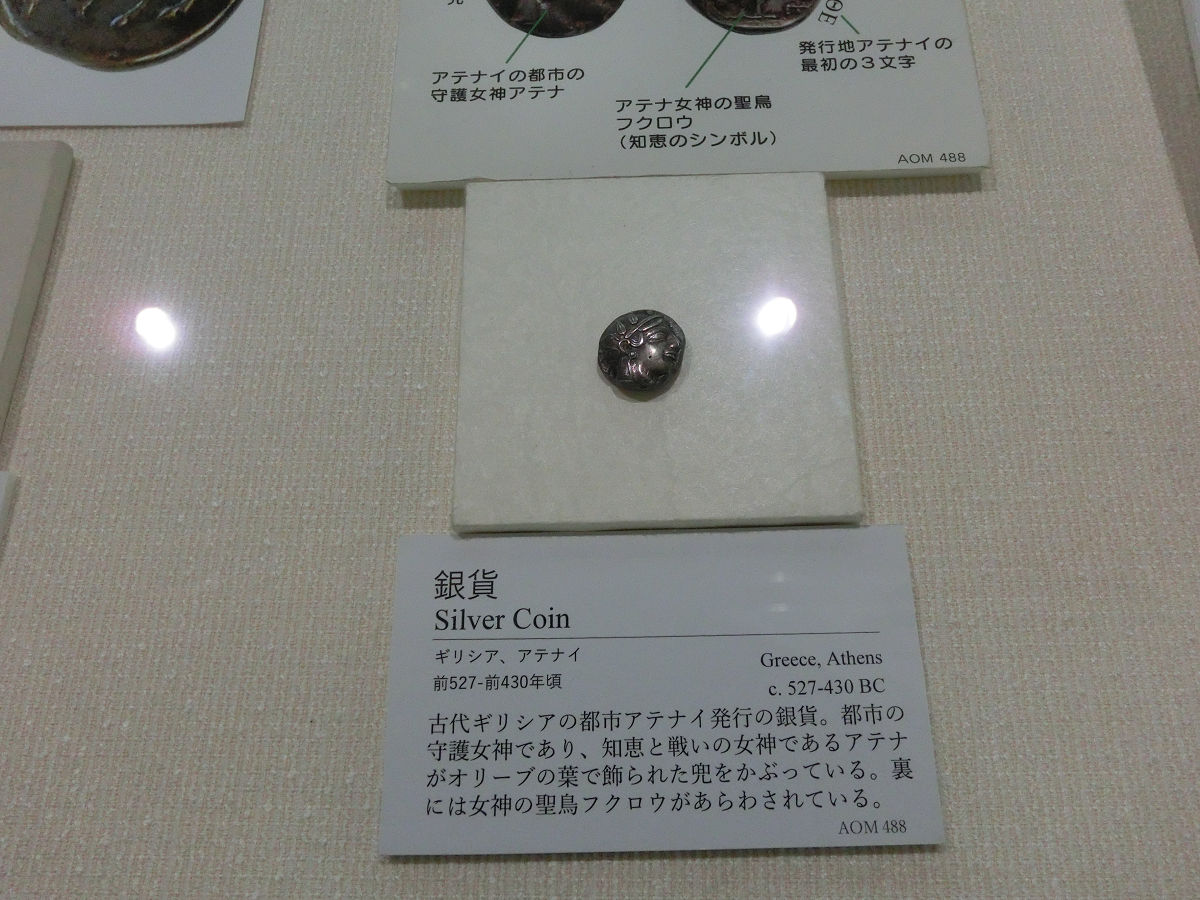 ΘΕ
発行地アテナイの
最初の3文字
アテナイの都市の
守護女神アテナ
アテナ女神の聖鳥
フクロウ
(知恵のシンボル)
AOM 488
銀貨
Silver Coin
ギリシア、アテナイ
前527-前430年頃
Greece, Athens
c. 527-430 BC
古代ギリシアの都市アテナイ発行の銀貨。都市の
守護女神であり、知恵と戦いの女神であるアテナ
がオリーブの葉で飾られた兜をかぶっている。裏
には女神の聖鳥フクロウがあらわされている。
AOM 488